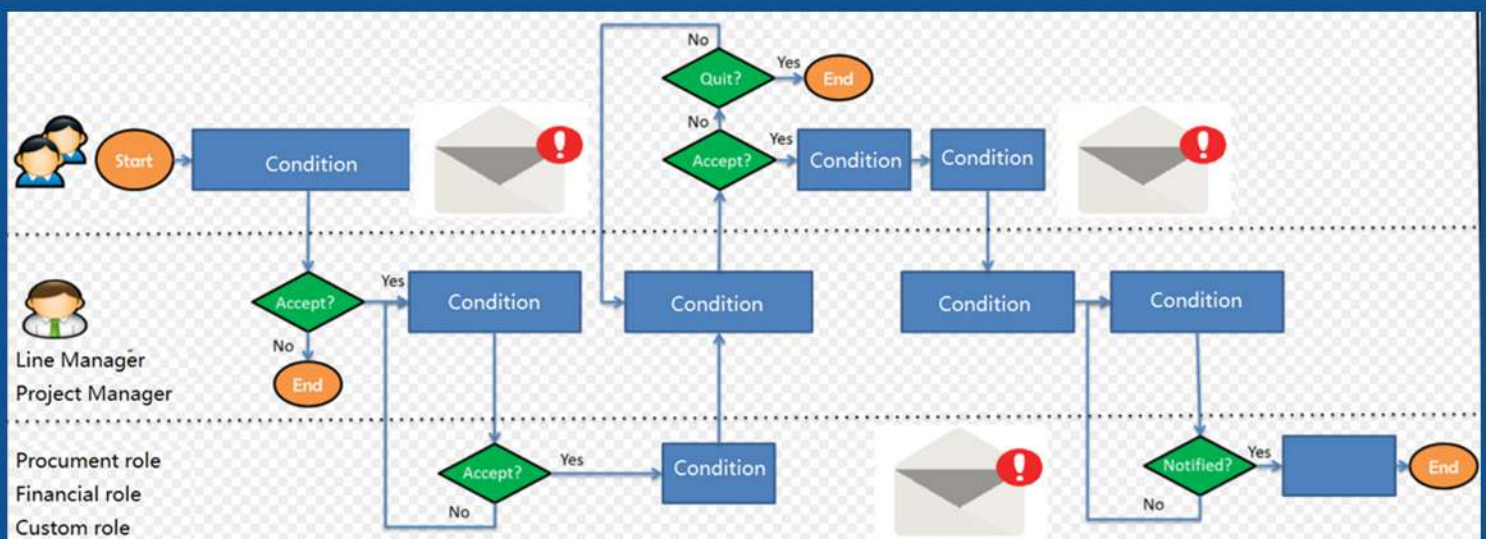 No
Quit?
Yes
End
No
Start
Condition
Accept?
Yes
Condition
Condition
Accept?
Yes
Condition
Condition
Condition
Condition
No
Line Manager
End
Project Manager
Procument role
Accept?
Yes
Condition
Notified?
Yes
End
Financial role
No
No
Custom role